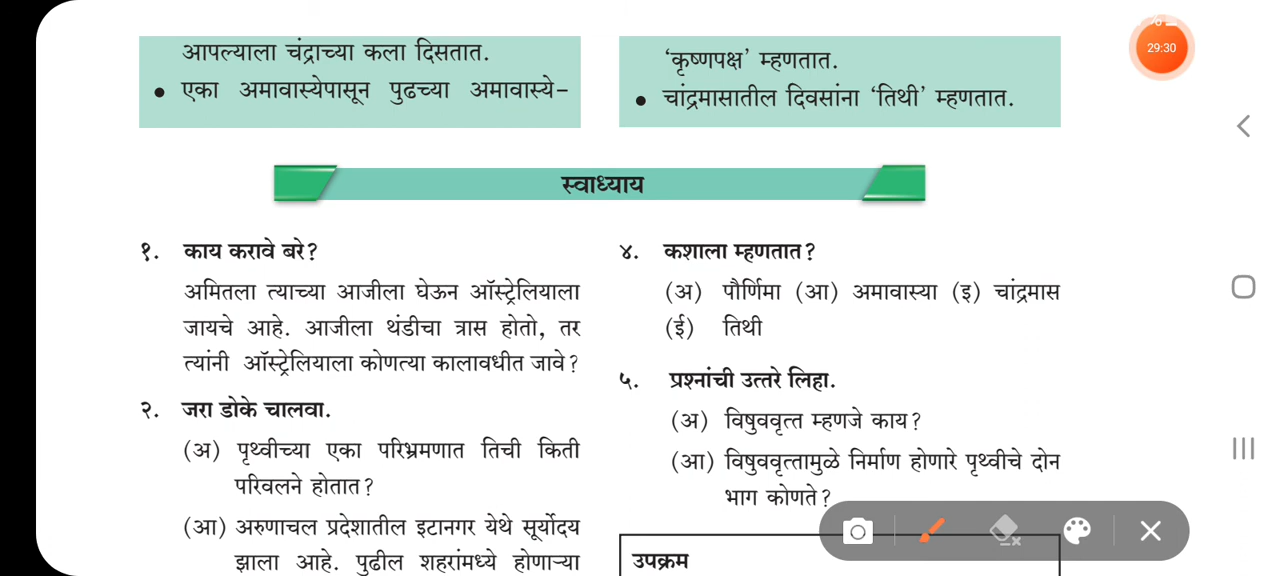 आपल्याला चंद्राच्या कला दिसतात.
● एका अमावास्येपासून पुढच्या अमावास्ये-
'कृष्णपक्ष' म्हणतात.
● चांद्रमासातील दिवसांना 'तिथी' म्हणतात.
29:30
स्वाध्याय
१. काय करावे बरे?
अमितला त्याच्या आजीला घेऊन ऑस्ट्रेलियाला
जायचे आहे. आजीला थंडीचा त्रास होतो, तर
त्यांनी ऑस्ट्रेलियाला कोणत्या कालावधीत जावे?
२. जरा डोके चालवा.
(अ) पृथ्वीच्या एका परिभ्रमणात तिची किती
परिवलने होतात?
(आ) अरुणाचल प्रदेशातील इटानगर येथे सूर्योदय
झाला आहे. पुढील शहरांमध्ये होणाऱ्या
४. कशाला म्हणतात?
(अ) पौर्णिमा (आ) अमावास्या (इ) चांद्रमास
(ई) तिथी
५. प्रश्नांची उत्तरे लिहा.
(अ) विषुववृत्त म्हणजे काय?
(आ) विषुववृत्तामुळे निर्माण होणारे पृथ्वीचे दोन
भाग कोणते?
उपक्रम